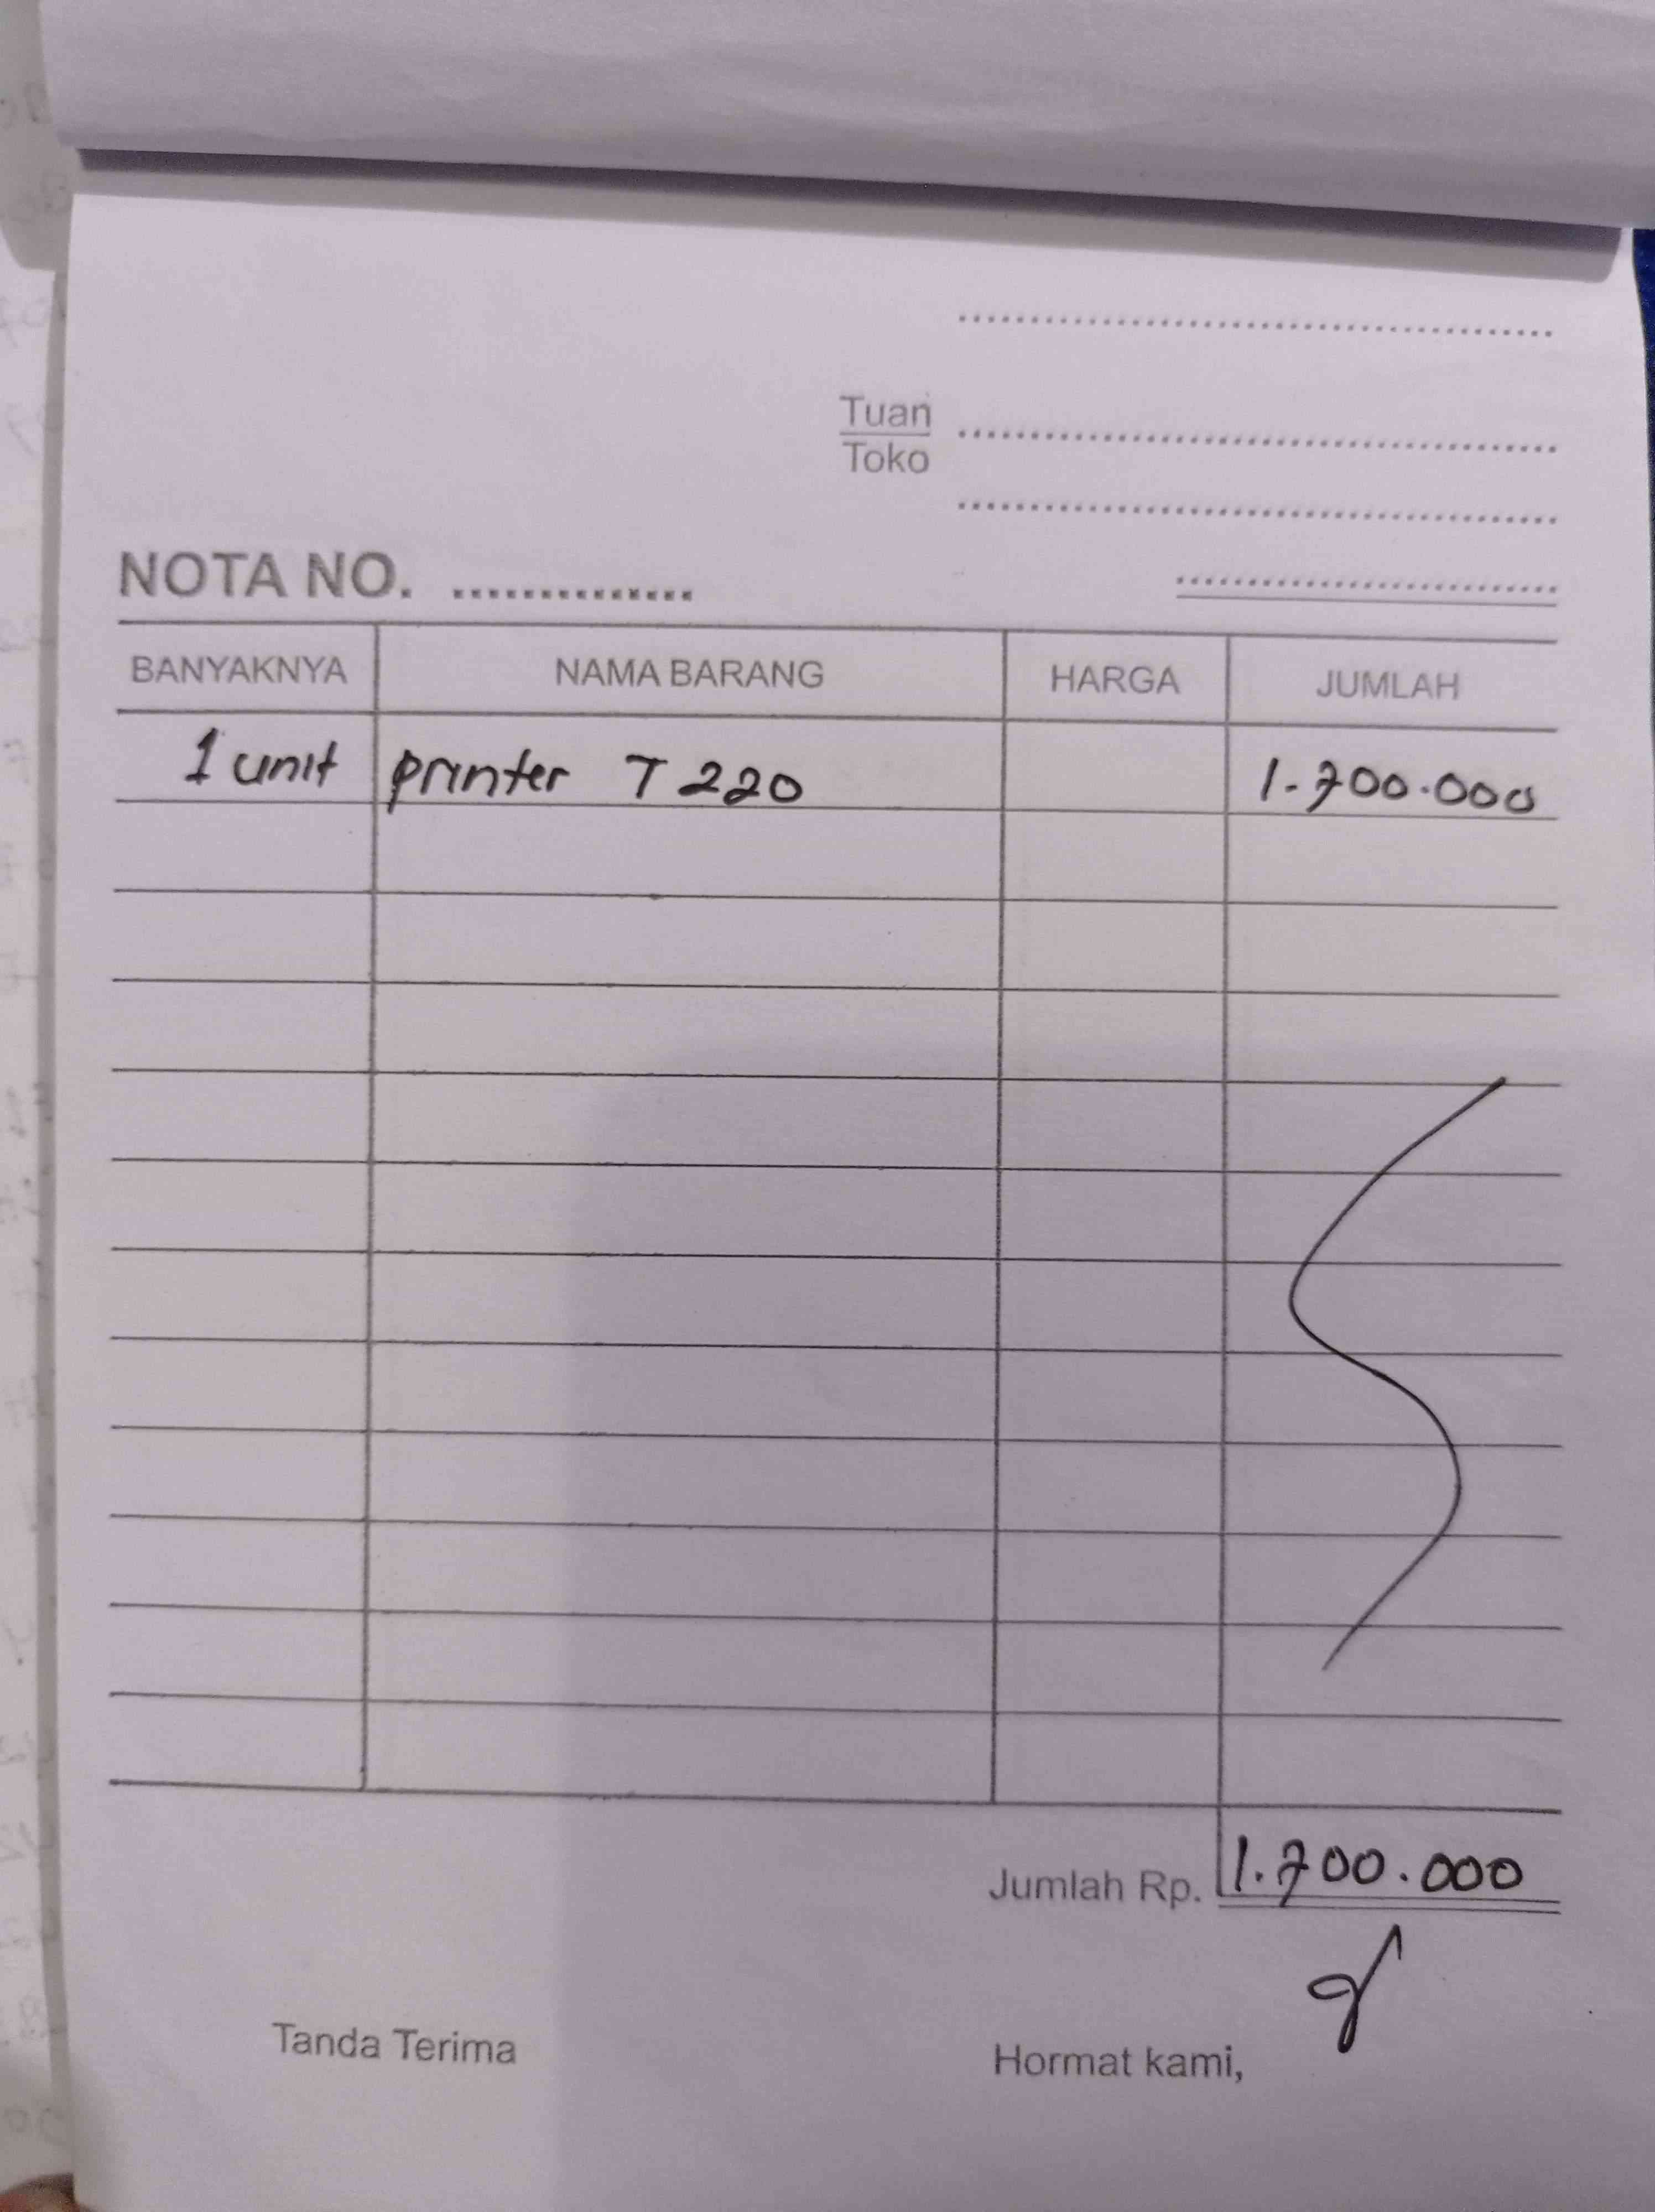 Tuan
Toko
NOTA NO. ..............
BANYAKNYA NAMA BARANG HARGA JUMLAH
1 unit printer T 220 1.700.000
Jumlah Rp. 1.700.000
Tanda Terima Hormat kami,